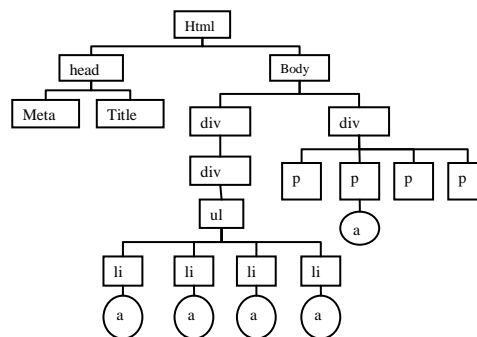 Html
head Body
Meta Title
div div
div
p p p p
ul
a
li li li li
a a a a